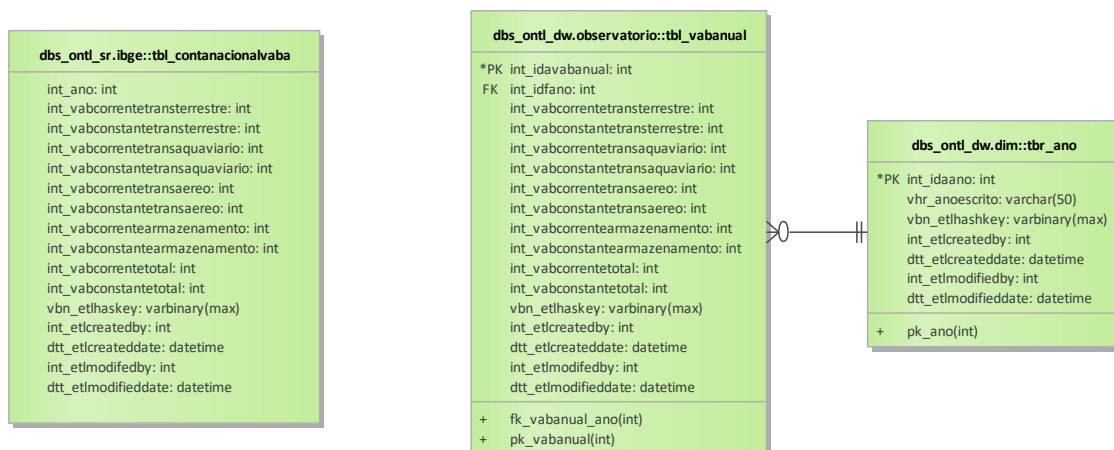 dbs_ontl_sr.ibge::tbl_contanacionalvaba
int_ano: int
int_vabcorrentetransterrestre: int
int_vabconstantetransterrestre: int
int_vabcorrentetransaquaviario: int
int_vabconstantetransaquaviario: int
int_vabcorrentetransaereo: int
int_vabconstantetransaereo: int
int_vabcorrentearmazenamento: int
int_vabconstantearmazenamento: int
int_vabcorrentetotal: int
int_vabconstantetotal: int
vbn_etlhaskey: varbinary(max)
int_etlcreatedby: int
dtt_etlcreateddate: datetime
int_etlmodifedby: int
dtt_etlmodifieddate: datetime
dbs_ontl_dw.observatorio::tbl_vabanual
*PK int_idavabanual: int
FK int_idfano: int
int_vabcorrentetransterrestre: int
int_vabconstantetransterrestre: int
int_vabcorrentetransaquaviario: int
int_vabconstantetransaquaviario: int
int_vabcorrentetransaereo: int
int_vabconstantetransaereo: int
int_vabcorrentearmazenamento: int
int_vabconstantearmazenamento: int
int_vabcorrentetotal: int
int_vabconstantetotal: int
vbn_etlhaskey: varbinary(max)
int_etlcreatedby: int
dtt_etlcreateddate: datetime
int_etlmodifedby: int
dtt_etlmodifieddate: datetime
+ fk_vabanual_ano(int)
+ pk_vabanual(int)
dbs_ontl_dw.dim::tbr_ano
*PK int_idaano: int
vhr_anoescrito: varchar(50)
vbn_etlhashkey: varbinary(max)
int_etlcreatedby: int
dtt_etlcreateddate: datetime
int_etlmodifiedby: int
dtt_etlmodifieddate: datetime
+ pk_ano(int)